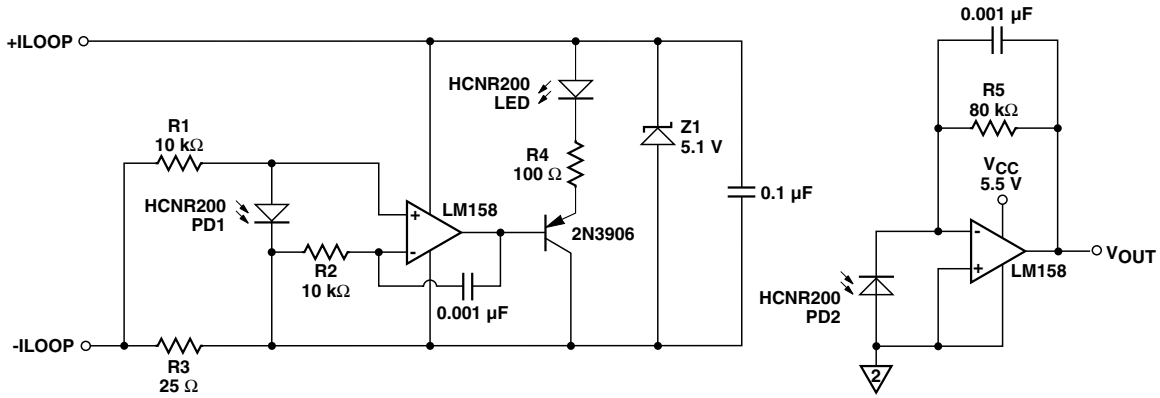 +ILOOP
R1
10 kΩ
HCNR200
PD1
R2
10 kΩ
+
-
LM158
0.001 µF
HCNR200
LED
R4
100 Ω
2N3906
Z1
5.1 V
0.1 µF
-ILOOP
R3
25 Ω
0.001 µF
R5
80 kΩ
VCC
5.5 V
-
+
LM158
VOUT
HCNR200
PD2
2